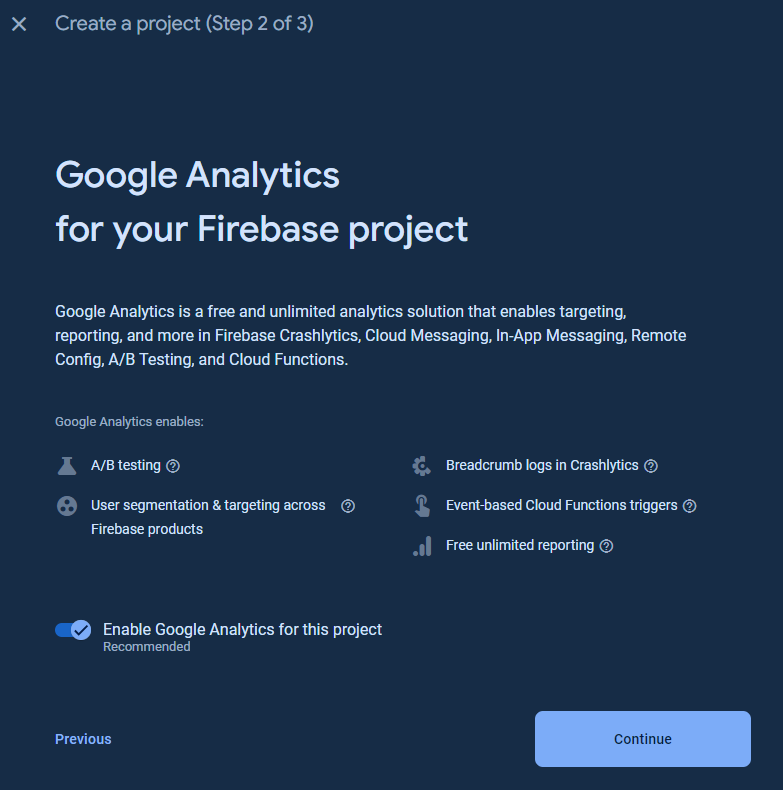 Create a project (Step 2 of 3)
Google Analytics
for your Firebase project
Google Analytics is a free and unlimited analytics solution that enables targeting,
reporting, and more in Firebase Crashlytics, Cloud Messaging, In-App Messaging, Remote
Config, A/B Testing, and Cloud Functions.
Google Analytics enables:
A/B testing
User segmentation & targeting across
Firebase products
Breadcrumb logs in Crashlytics
Event-based Cloud Functions triggers
Free unlimited reporting
Enable Google Analytics for this project
Recommended
Previous
Continue